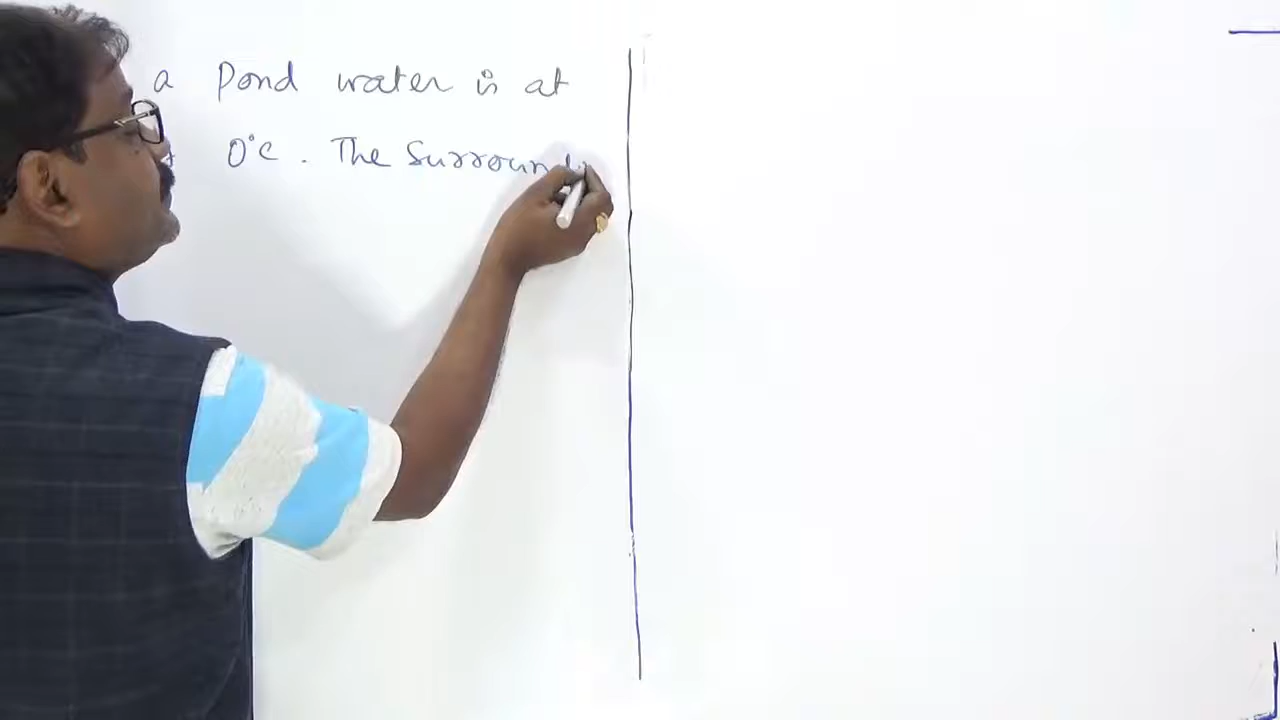 a Pond water is at
0°C . The Surround